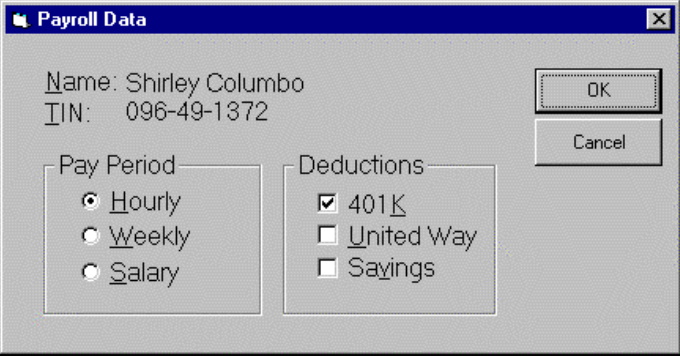 Payroll Data
Name: Shirley Columbo
TIN: 096-49-1372
OK
Cancel
Pay Period
Hourly
Weekly
Salary
Deductions
401K
United Way
Savings